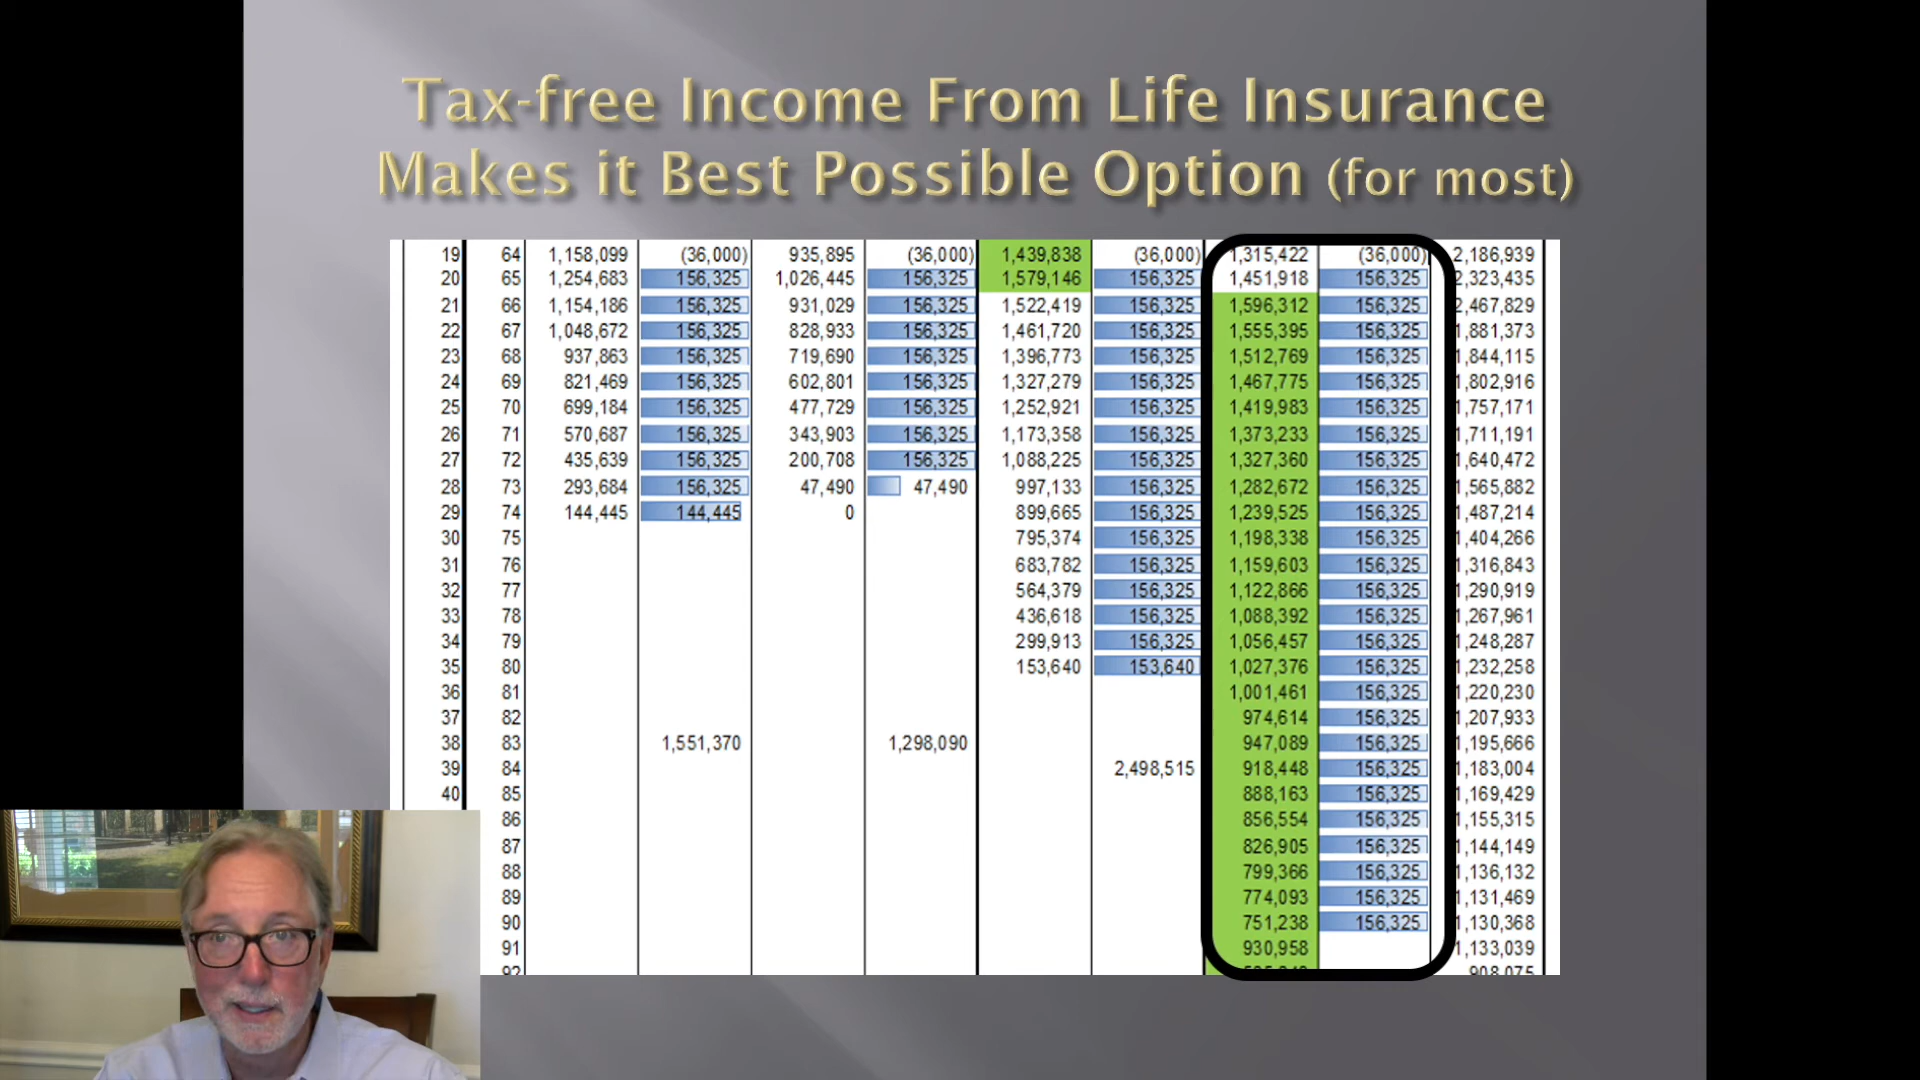 Tax-free Income From Life Insurance
Makes it Best Possible Option (for most)
19 64 1,158,099 (36,000) 935,895 (36,000) 1,439,838 (36,000) 1,315,422 (36,000) 2,186,939
20 65 1,254,683 156,325 1,026,445 156,325 1,579,146 156,325 1,451,918 156,325 2,323,435
21 66 1,154,186 156,325 931,029 156,325 1,522,419 156,325 1,596,312 156,325 2,467,829
22 67 1,048,672 156,325 828,933 156,325 1,461,720 156,325 1,555,395 156,325 1,881,373
23 68 937,863 156,325 719,690 156,325 1,396,773 156,325 1,512,769 156,325 1,844,115
24 69 821,469 156,325 602,801 156,325 1,327,279 156,325 1,467,775 156,325 1,802,916
25 70 699,184 156,325 477,729 156,325 1,252,921 156,325 1,419,983 156,325 1,757,171
26 71 570,687 156,325 343,903 156,325 1,173,358 156,325 1,373,233 156,325 1,711,191
27 72 435,639 156,325 200,708 156,325 1,088,225 156,325 1,327,360 156,325 1,640,472
28 73 293,684 156,325 47,490 47,490 997,133 156,325 1,282,672 156,325 1,565,882
29 74 144,445 144,445 0 899,665 156,325 1,239,525 156,325 1,487,214
30 75 795,374 156,325 1,198,338 156,325 1,404,266
31 76 683,782 156,325 1,159,603 156,325 1,316,843
32 77 564,379 156,325 1,122,866 156,325 1,290,919
33 78 436,618 156,325 1,088,392 156,325 1,267,961
34 79 299,913 156,325 1,056,457 156,325 1,248,287
35 80 153,640 153,640 1,027,376 156,325 1,232,258
36 81 1,001,461 156,325 1,220,230
37 82 974,614 156,325 1,207,933
38 83 1,551,370 1,298,090 947,089 156,325 1,195,666
39 84 2,498,515 918,448 156,325 1,183,004
40 85 888,163 156,325 1,169,429
86 856,554 156,325 1,155,315
87 826,905 156,325 1,144,149
88 799,366 156,325 1,136,132
89 774,093 156,325 1,131,469
90 751,238 156,325 1,130,368
91 930,958 1,133,039
92 908,075